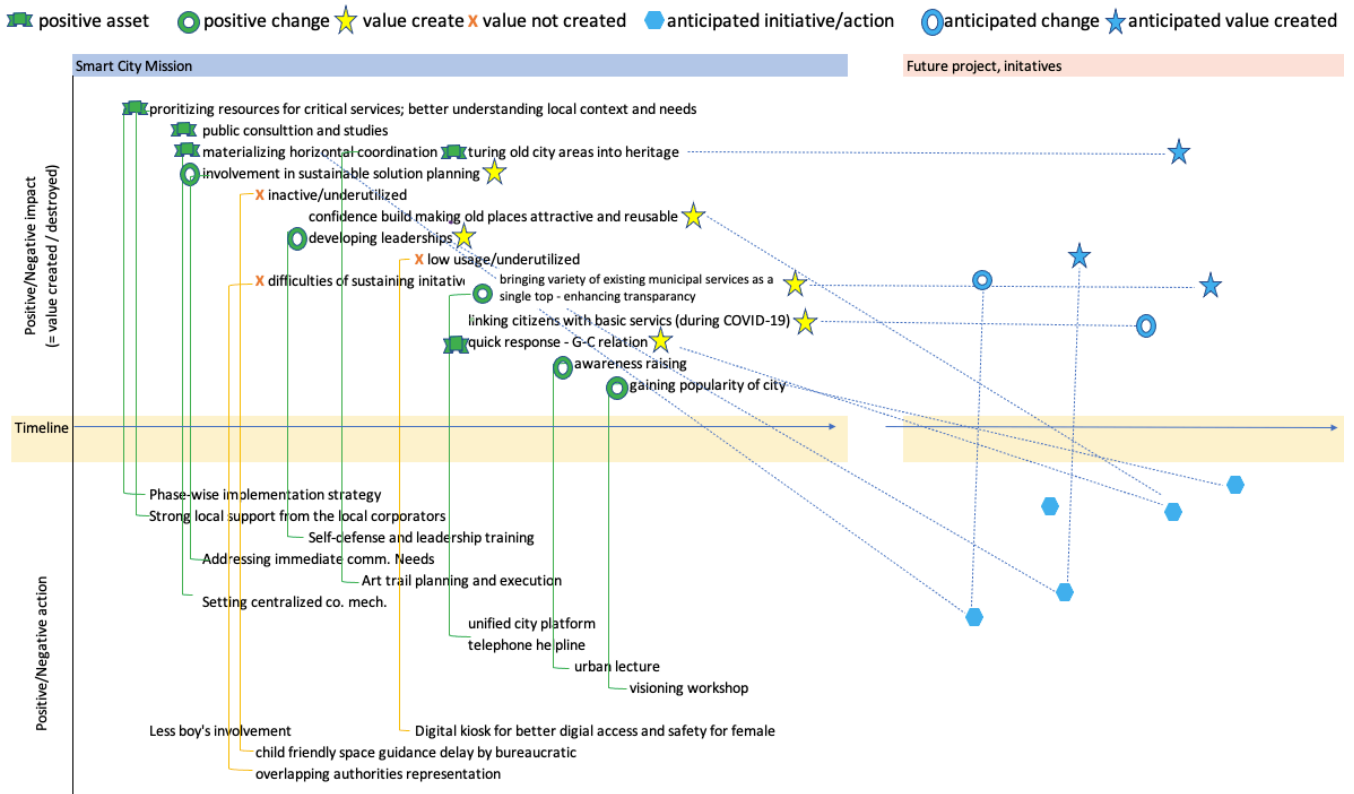 positive asset positive change value create x value not created anticipated initiative/action anticipated change anticipated value created
Smart City Mission
Future project, initatives
Positive/Negative impact
(= value created / destroyed)
prortizing resources for critical services; better understanding local context and needs
public consulttion and studies
materializing horizontal coordination
turing old city areas into heritage
involvement in sustainable solution planning
X inactive/underutilized
confidence build making old places attractive and reusable
developing leaderships
X low usage/underutilized
X difficulties of sustaining initativ
bringing variety of existing municipal services as a
single top - enhancing transparancy
linking citizens with basic servics (during COVID-19)
quick response - G-C relation
awareness raising
gaining popularity of city
Timeline
Positive/Negative action
Phase-wise implementation strategy
Strong local support from the local corporators
Self-defense and leadership training
Addressing immediate comm. Needs
Art trail planning and execution
Setting centralized co. mech.
unified city platform
telephone helpline
urban lecture
visioning workshop
Less boy's involvement
Digital kiosk for better digial access and safety for female
child friendly space guidance delay by bureaucratic
overlapping authorities representation